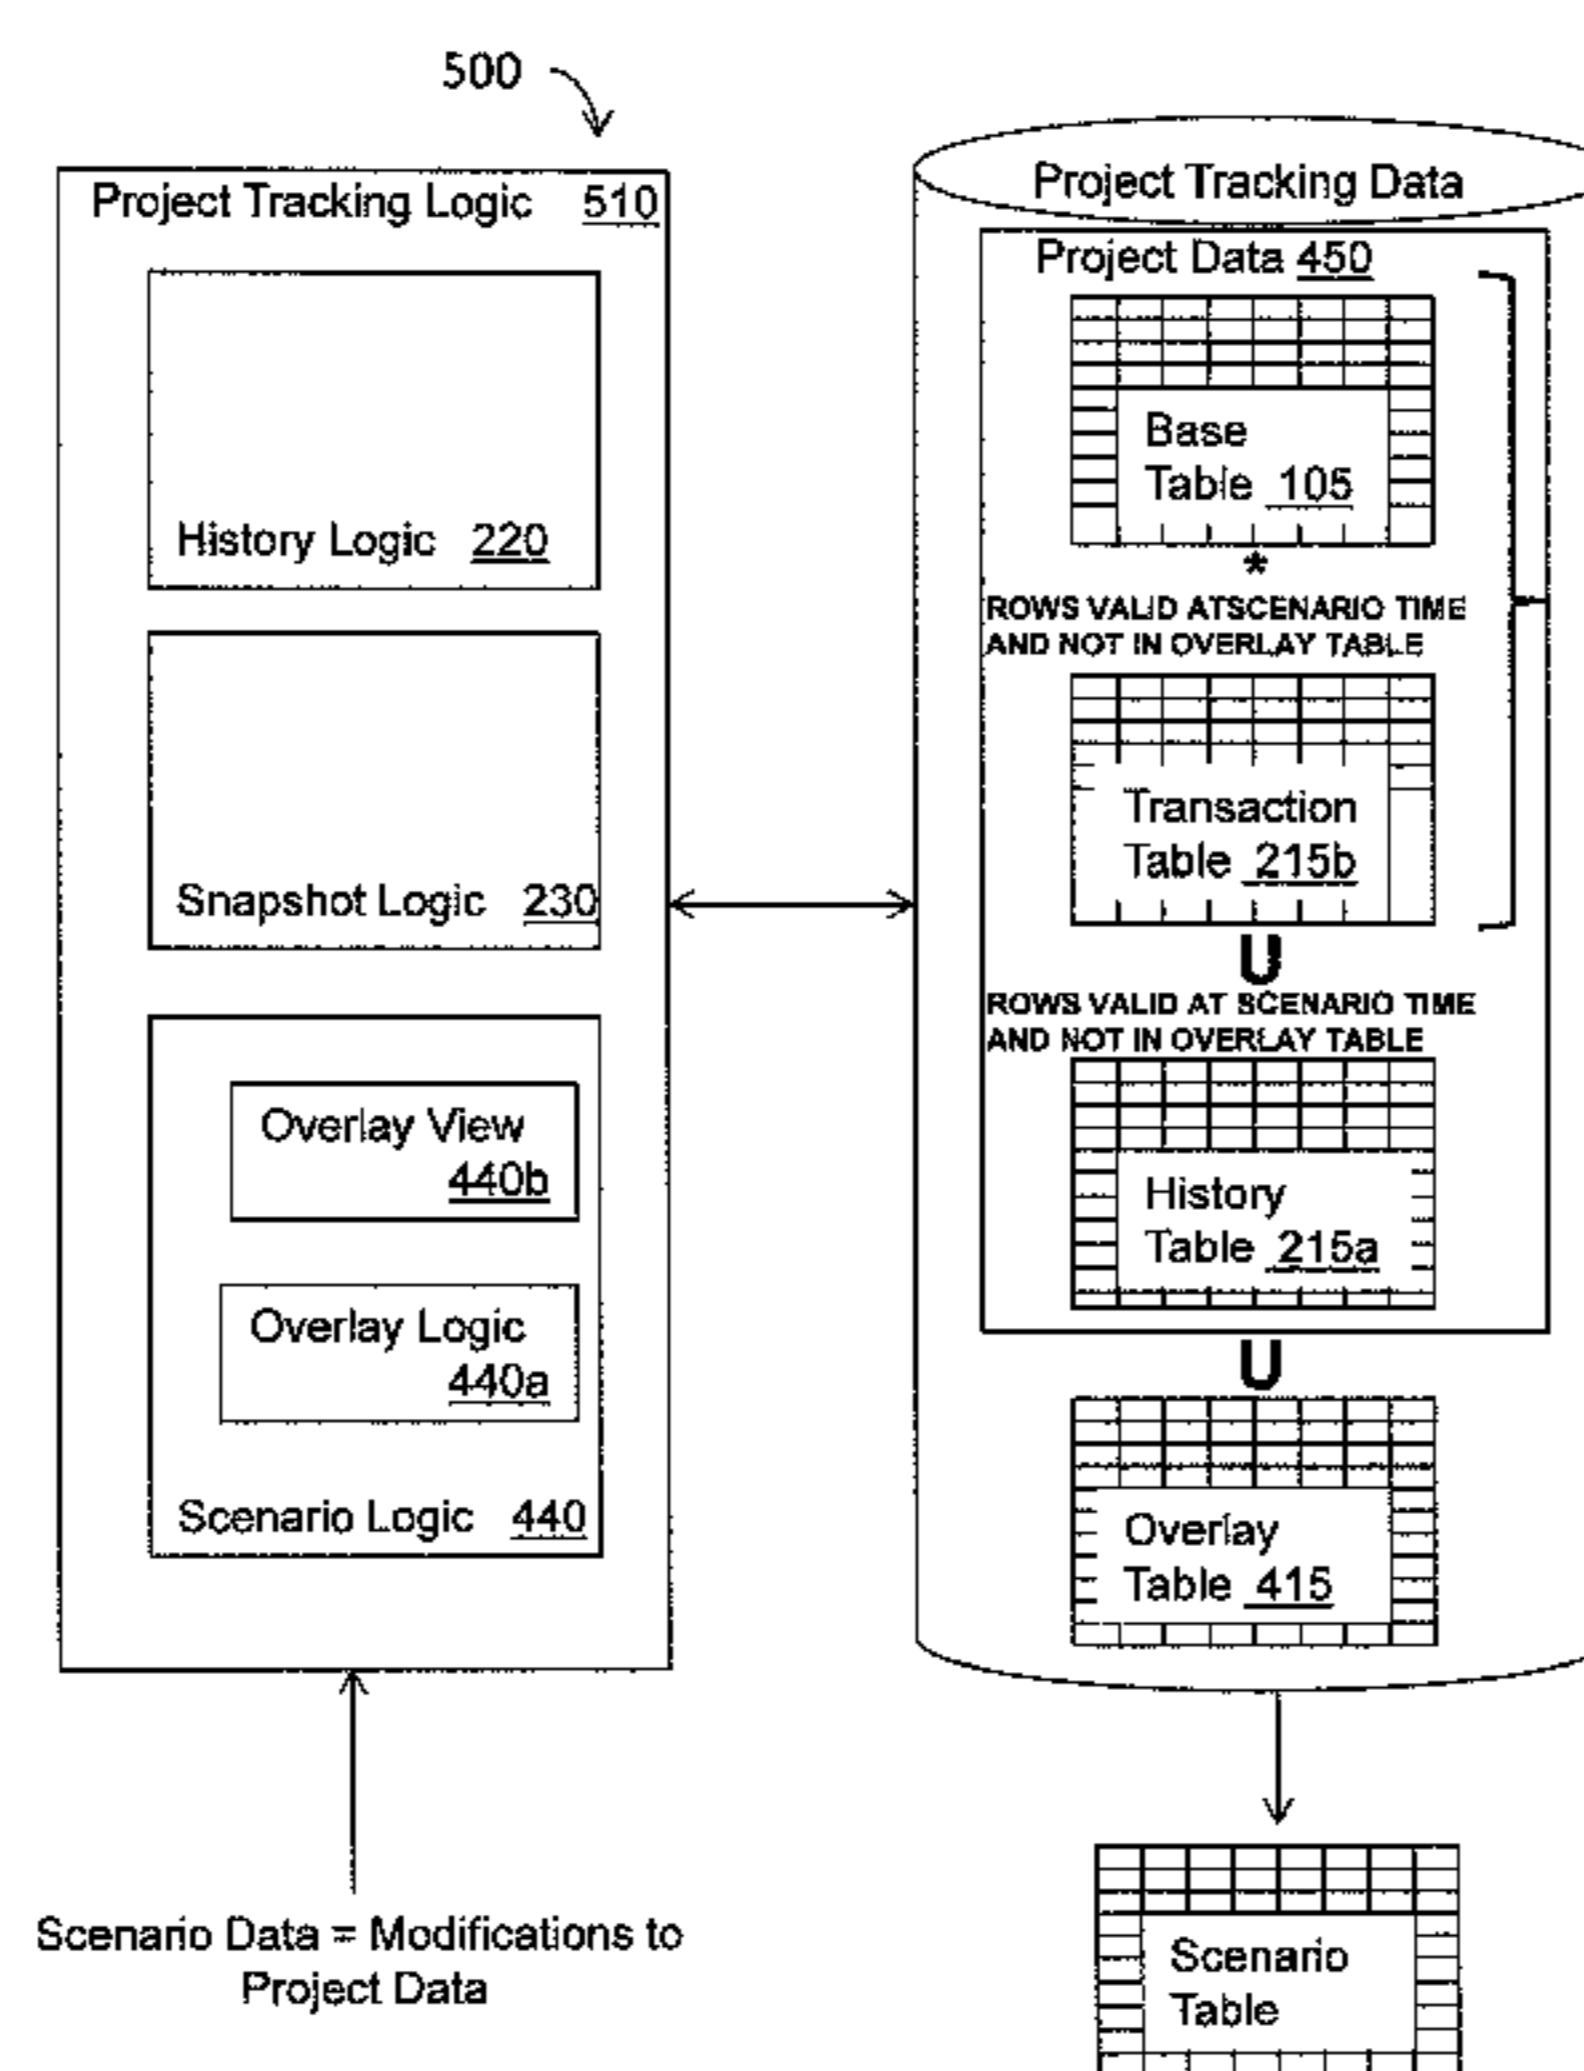 500
Project Tracking Logic 510
History Logic 220
Snapshot Logic 230
Overlay View
440b
Overlay Logic
440a
Scenario Logic 440
Scenario Data = Modifications to
Project Data
Project Tracking Data
Project Data 450
Base
Table 105
*
ROWS VALID ATSCENARIO TIME
AND NOT IN OVERLAY TABLE
Transaction
Table 215b
U
ROWS VALID AT SCENARIO TIME
AND NOT IN OVERLAY TABLE
History
Table 215a
U
Overlay
Table 415
Scenario
Table